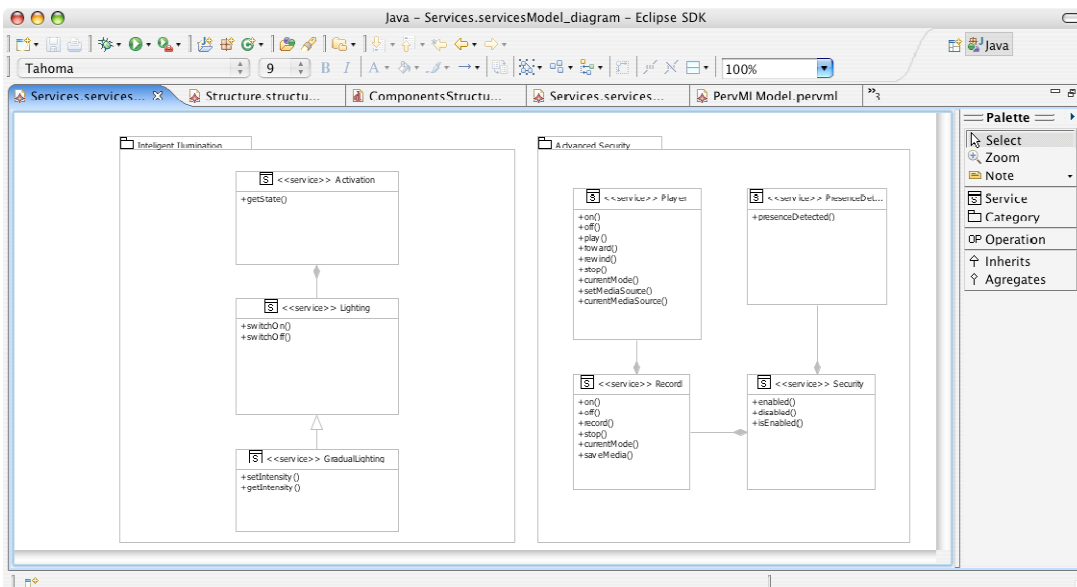 Java – Services.servicesModel_diagram – Eclipse SDK
Java
Tahoma
9
B I A
100%
Services.services...
Structure.structu...
ComponentsStructu...
Services.services...
PervMLModel.pervml
»3
Inteligent Ilumination
S <<service>> Activation
+getState()
S <<service>> Lighting
+switchOn()
+switchOff()
S <<service>> GradualLighting
+setIntensity()
+getIntensity()
Advanced Security
S <<service>> Player
+on()
+off()
+play()
+foward()
+rewind()
+stop()
+currentMode()
+setMediaSource()
+currentMediaSource()
S <<service>> PresenceDet...
+presenceDetected()
S <<service>> Record
+on()
+off()
+record()
+stop()
+currentMode()
+saveMedia()
S <<service>> Security
+enabled()
+disabled()
+isEnabled()
Palette
Select
Zoom
Note
S Service
Category
OP Operation
Inherits
Agregates